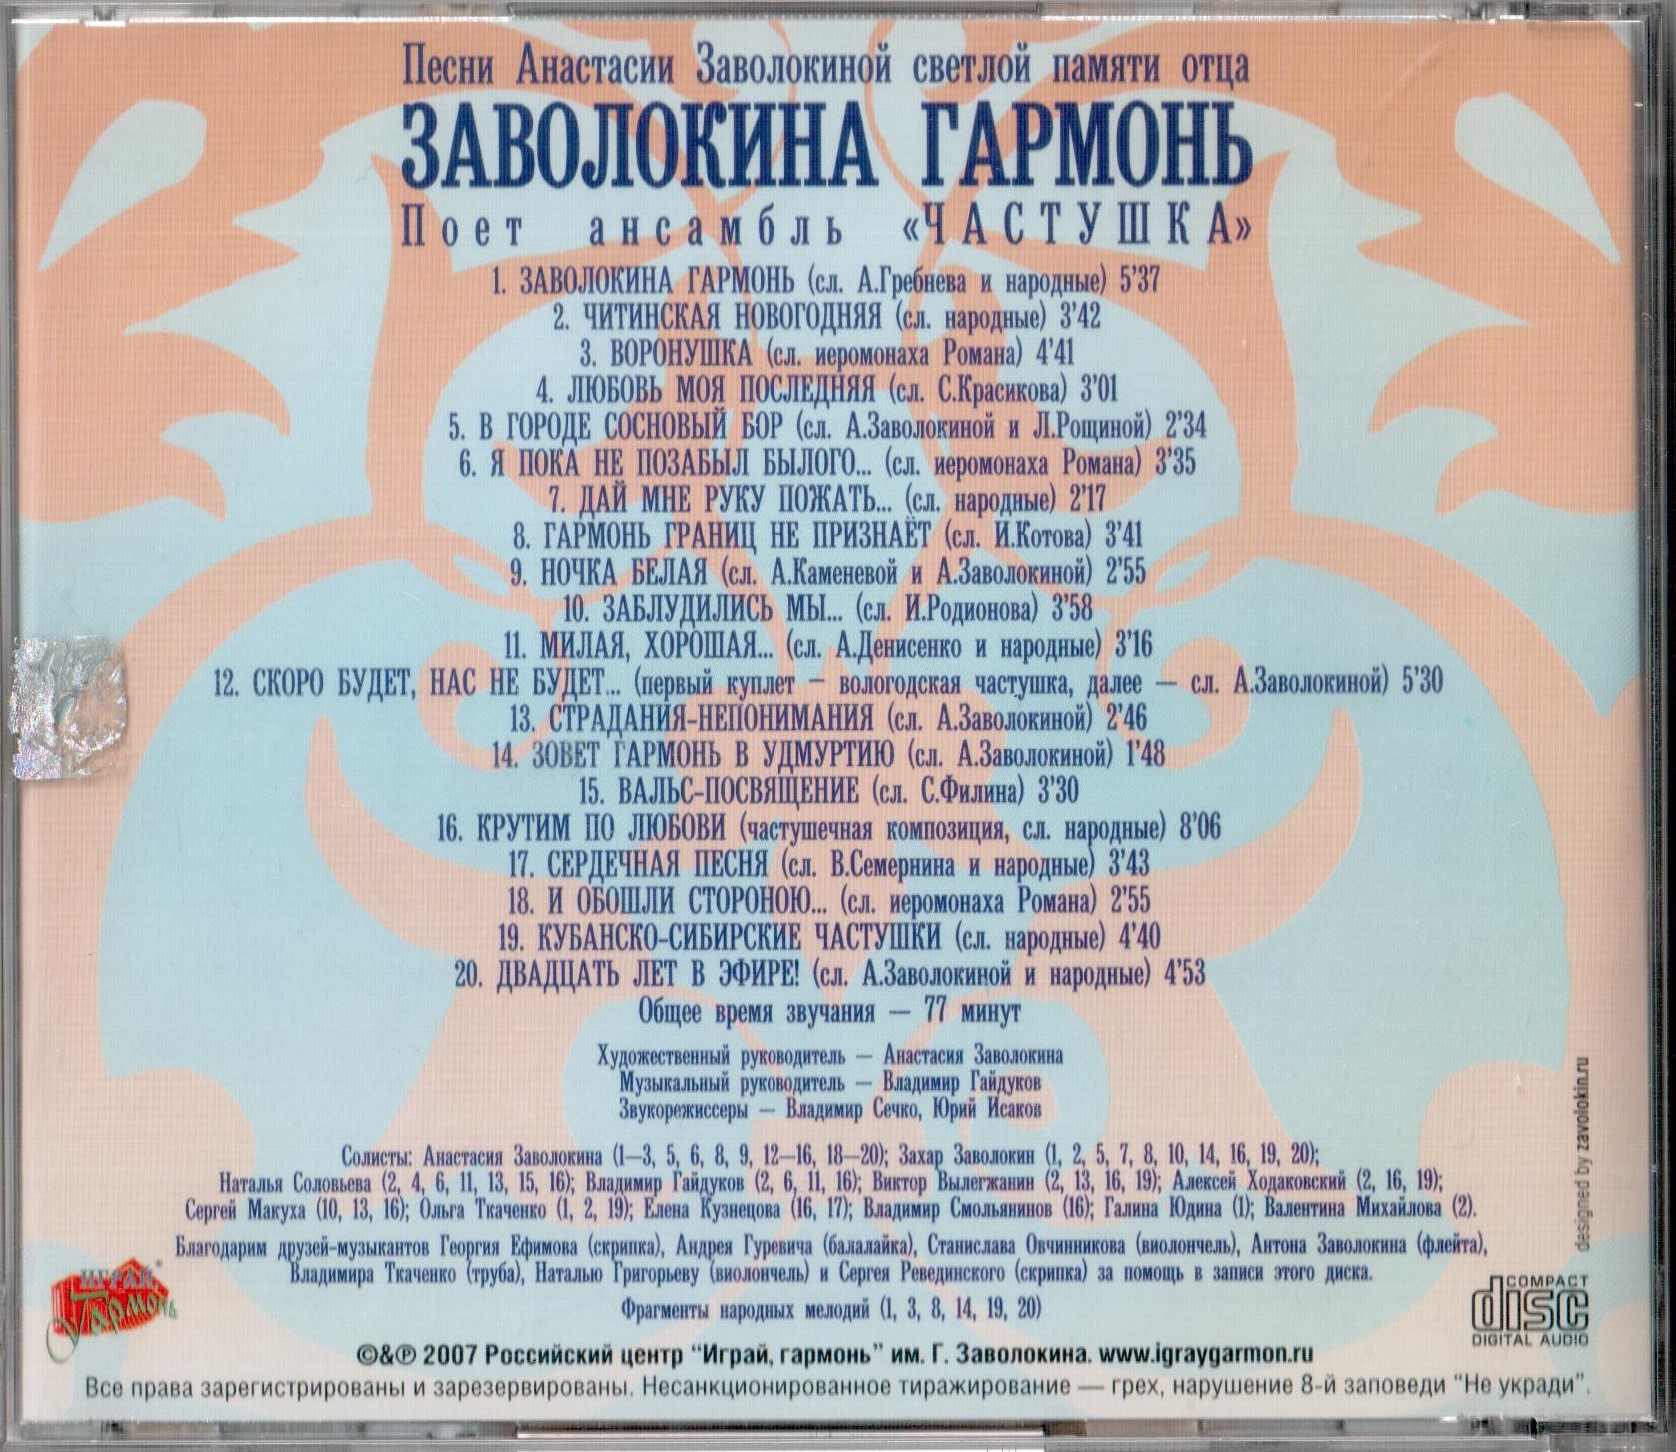 Песни Анастасии Заволокиной светлой памяти отца
ЗАВОЛОКИНА ГАРМОНЬ
Поет ансамбль «ЧАСТУШКА»
1. ЗАВОЛОКИНА ГАРМОНЬ (сл. А.Гребнева и народные) 5'37
2. ЧИТИНСКАЯ НОВОГОДНЯЯ (сл. народные) 3'42
3. ВОРОНУШКА (сл. иеромонаха Романа) 4'41
4. ЛЮБОВЬ МОЯ ПОСЛЕДНЯЯ (сл. С.Красикова) 3'01
5. В ГОРОДЕ СОСНОВЫЙ БОР (сл. А.Заволокиной и Л.Рощиной) 2'34
6. Я ПОКА НЕ ПОЗАБЫЛ БЫЛОГО... (сл. иеромонаха Романа) 3'35
7. ДАЙ МНЕ РУКУ ПОЖАТЬ... (сл. народные) 2'17
8. ГАРМОНЬ ГРАНИЦ НЕ ПРИЗНАЁТ (сл. И.Котова) 3'41
9. НОЧКА БЕЛАЯ (сл. А.Каменевой и А.Заволокиной) 2'55
10. ЗАБЛУДИЛИСЬ МЫ... (сл. И.Родионова) 3'58
11. МИЛАЯ, ХОРОШАЯ... (сл. А.Денисенко и народные) 3'16
12. СКОРО БУДЕТ, НАС НЕ БУДЕТ... (первый куплет – вологодская частушка, далее — сл. А.Заволокиной) 5'30
13. СТРАДАНИЯ-НЕПОНИМАНИЯ (сл. А.Заволокиной) 2'46
14. ЗОВЕТ ГАРМОНЬ В УДМУРТИЮ (сл. А.Заволокиной) 1'48
15. ВАЛЬС-ПОСВЯЩЕНИЕ (сл. С.Филина) 3'30
16. КРУТИМ ПО ЛЮБОВИ (частушечная композиция, сл. народные) 8'06
17. СЕРДЕЧНАЯ ПЕСНЯ (сл. В.Семернина и народные) 3'43
18. И ОБОШЛИ СТОРОНОЮ... (сл. иеромонаха Романа) 2'55
19. КУБАНСКО-СИБИРСКИЕ ЧАСТУШКИ (сл. народные) 4'40
20. ДВАДЦАТЬ ЛЕТ В ЭФИРЕ! (сл. А.Заволокиной и народные) 4'53
Общее время звучания — 77 минут
Художественный руководитель — Анастасия Заволокина
Музыкальный руководитель — Владимир Гайдуков
Звукорежиссеры — Владимир Сечко, Юрий Исаков
Солисты: Анастасия Заволокина (1—3, 5, 6, 8, 9, 12—16, 18—20); Захар Заволокин (1, 2, 5, 7, 8, 10, 14, 16, 19, 20);
Наталья Соловьева (2, 4, 6, 11, 13, 15, 16); Владимир Гайдуков (2, 6, 11, 16); Виктор Вылегжанин (2, 13, 16, 19); Алексей Ходаковский (2, 16, 19);
Сергей Макуха (10, 13, 16); Ольга Ткаченко (1, 2, 19); Елена Кузнецова (16, 17); Владимир Смольянинов (16); Галина Юдина (1); Валентина Михайлова (2).
Благодарим друзей-музыкантов Георгия Ефимова (скрипка), Андрея Гуревича (балалайка), Станислава Овчинникова (виолончель), Антона Заволокина (флейта),
Владимира Ткаченко (труба), Наталью Григорьеву (виолончель) и Сергея Ревединского (скрипка) за помощь в записи этого диска.
Фрагменты народных мелодий (1, 3, 8, 14, 19, 20)
©&℗ 2007 Российский центр "Играй, гармонь" им. Г. Заволокина. www.igraygarmon.ru
Все права зарегистрированы и зарезервированы. Несанкционированное тиражирование — грех, нарушение 8-й заповеди "Не укради".
ИГРАЙ
Гармонь
designed by zavolokin.ru
COMPACT
disc
DIGITAL AUDIO